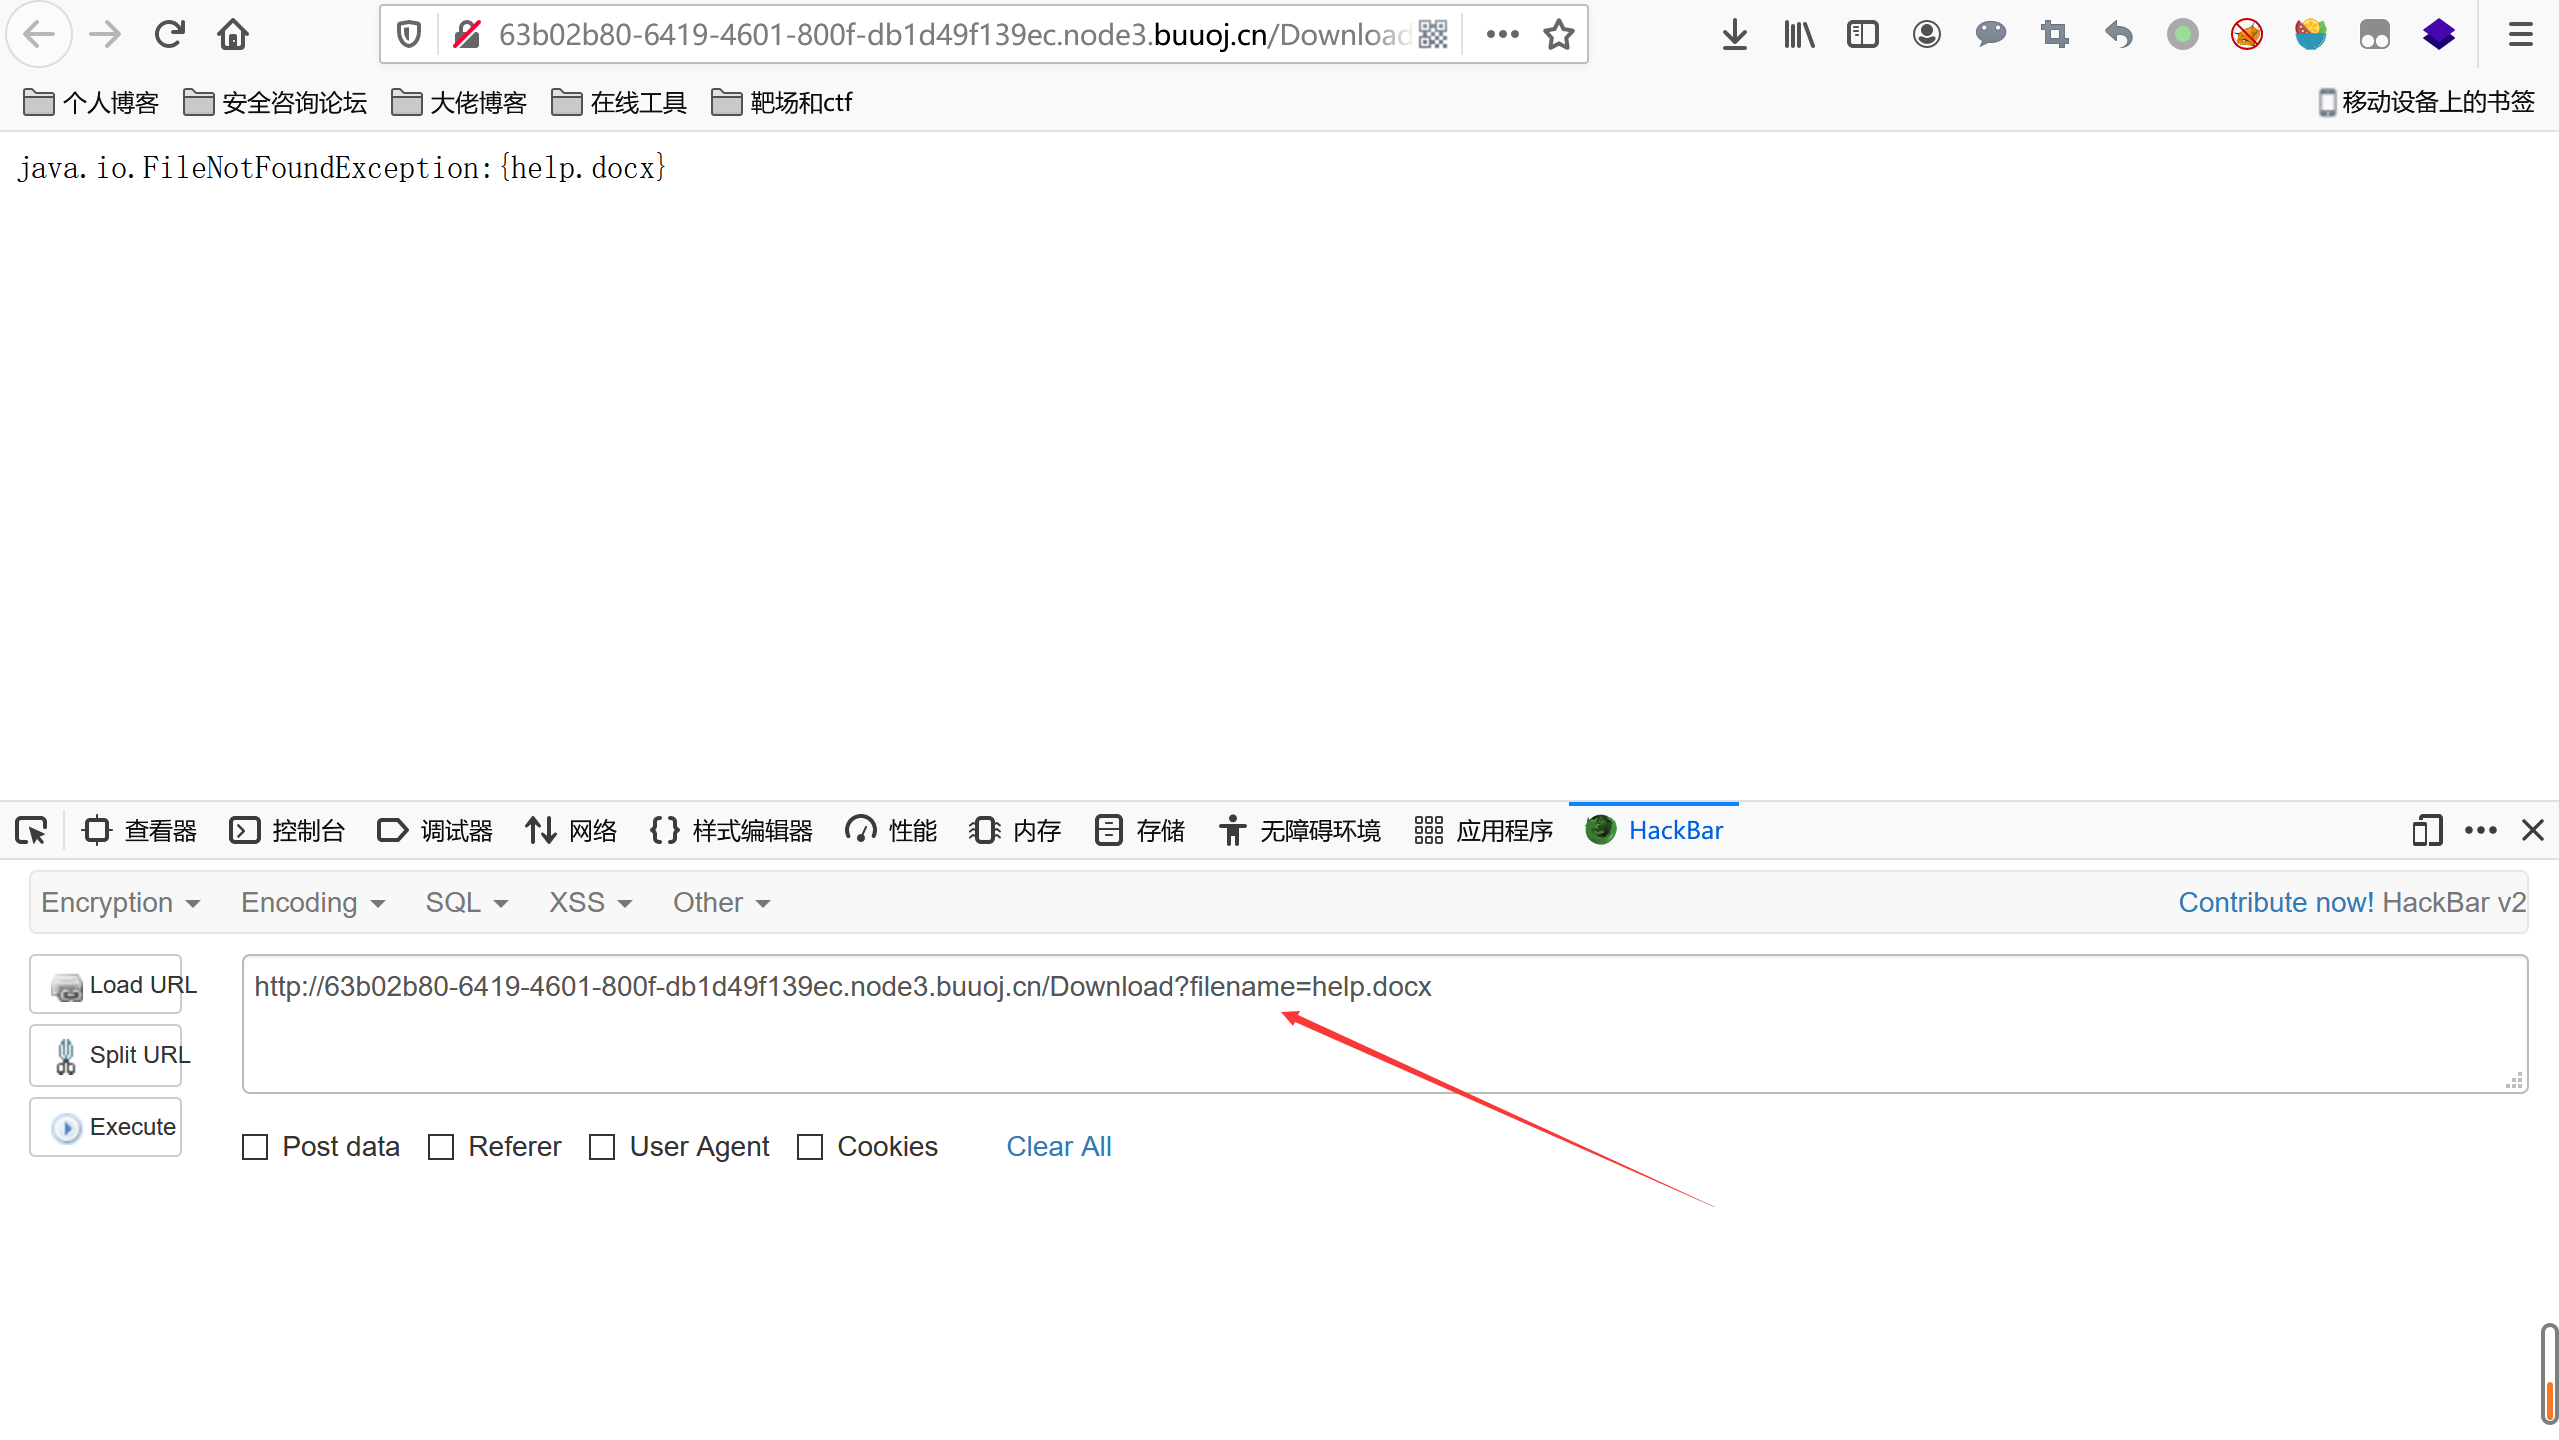 63b02b80-6419-4601-800f-db1d49f139ec.node3.buuoj.cn/Download
个人博客 安全咨询论坛 大佬博客 在线工具 靶场和ctf 移动设备上的书签
java.io.FileNotFoundException:{help.docx}
查看器 控制台 调试器 网络 样式编辑器 性能 内存 存储 无障碍环境 应用程序 HackBar
Encryption Encoding SQL XSS Other Contribute now! HackBar v2
Load URL http://63b02b80-6419-4601-800f-db1d49f139ec.node3.buuoj.cn/Download?filename=help.docx
Split URL
Execute
Post data Referer User Agent Cookies Clear All